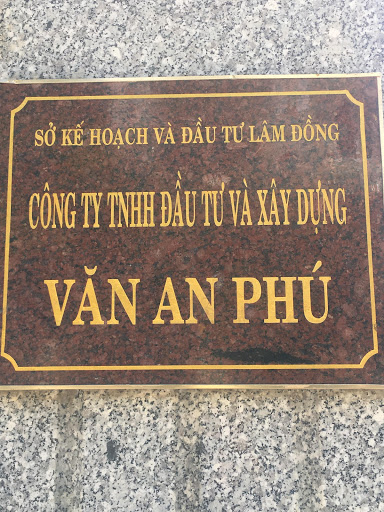 SỞ KẾ HOẠCH VÀ ĐẦU TƯ LÂM ĐỒNG
CÔNG TY TNHH ĐẦU TƯ VÀ XÂY DỰNG
VĂN AN PHÚ